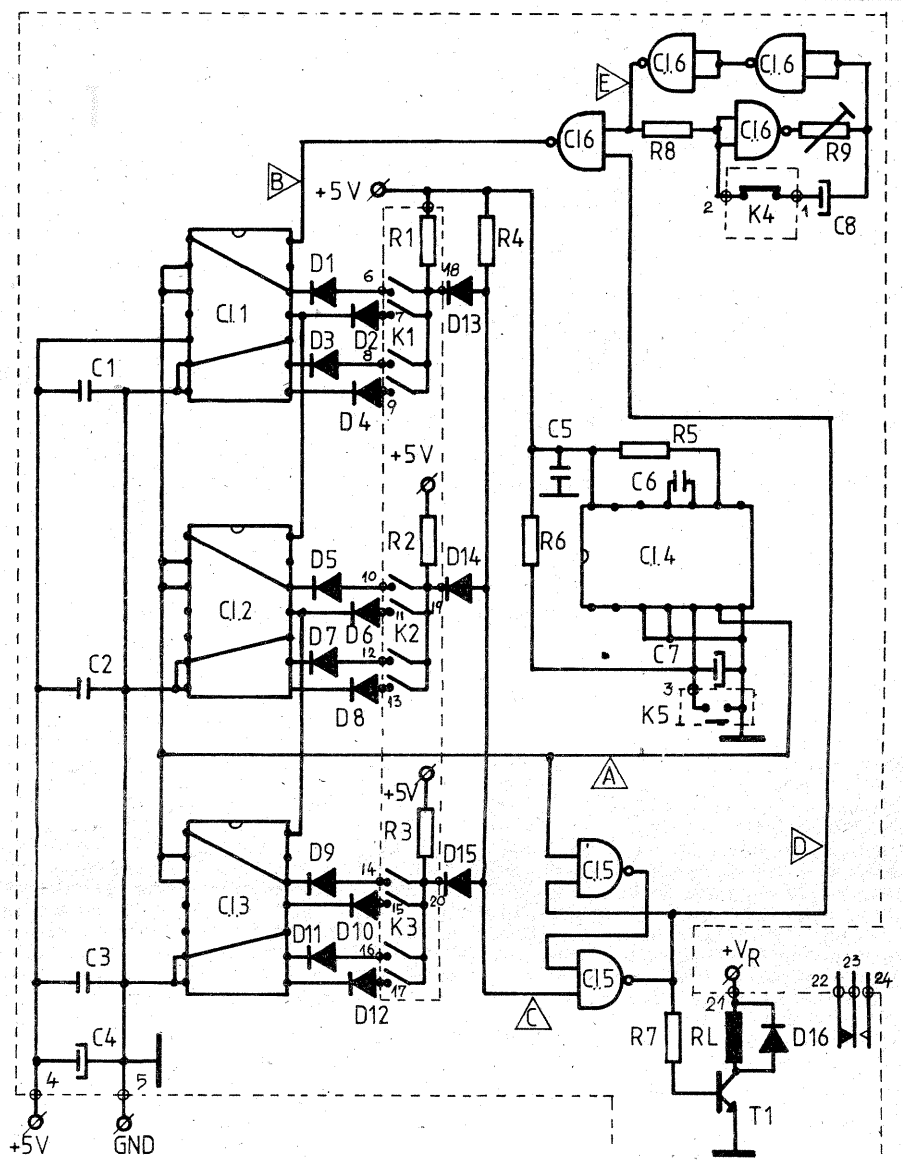 C.I.6
C.I.6
E
C.I.6
C.I.6
R8
R9
B
+5V
2
K4
1
C8
R1
R4
D1
6
18
C.I.1
D2
7
K1
D13
D3
8
C1
D4
9
C5
R5
+5V
C6
R2
D14
R6
C.I.4
D5
10
C.I.2
D6
11
K2
19
D7
12
C7
C2
D8
13
3
K5
A
+5V
R3
D
D9
14
D15
C.I.5
C.I.3
D10
15
K3
20
D11
16
+VR
C3
17
C.I.5
22
23
24
D12
21
C
C4
R7
RL
D16
4
5
T1
+5V
GND